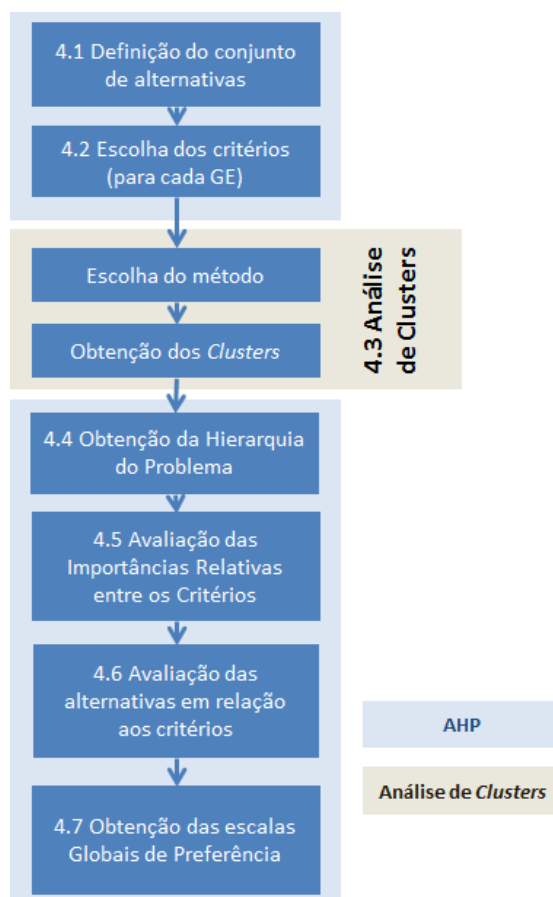 4.1 Definição do conjunto
de alternativas
4.2 Escolha dos critérios
(para cada GE)
Escolha do método
Obtenção dos Clusters
4.3 Análise
de Clusters
4.4 Obtenção da Hierarquia
do Problema
4.5 Avaliação das
Importâncias Relativas
entre os Critérios
4.6 Avaliação das
alternativas em relação
aos critérios
4.7 Obtenção das escalas
Globais de Preferência
AHP
Análise de Clusters